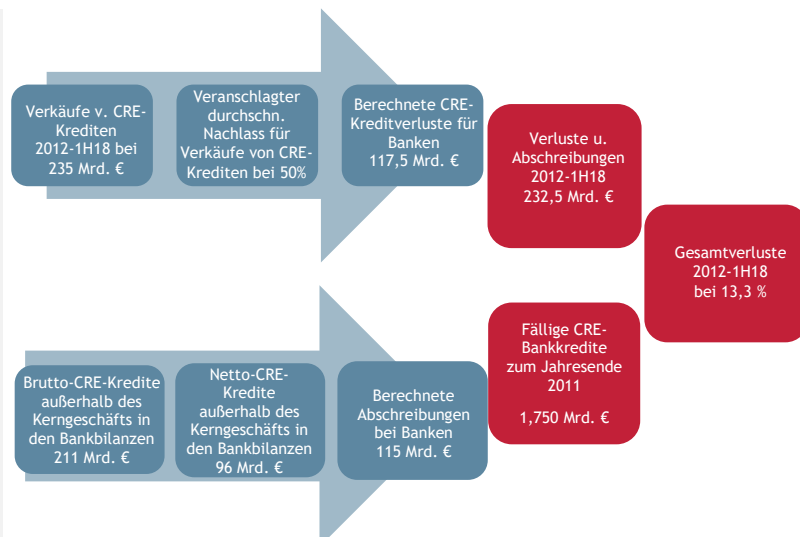 Verkäufe v. CRE-
Krediten
2012-1H18 bei
235 Mrd. €
Veranschlagter
durchschn.
Nachlass für
Verkäufe von CRE-
Krediten bei 50%
Berechnete CRE-
Kreditverluste für
Banken
117,5 Mrd. €
Verluste u.
Abschreibungen
2012-1H18
232,5 Mrd. €
Gesamtverluste
2012-1H18
bei 13,3 %
Brutto-CRE-Kredite
außerhalb des
Kerngeschäfts in
den Bankbilanzen
211 Mrd. €
Netto-CRE-
Kredite
außerhalb des
Kerngeschäfts in
den Bankbilanzen
96 Mrd. €
Berechnete
Abschreibungen
bei Banken
115 Mrd. €
Fällige CRE-
Bankkredite
zum Jahresende
2011
1,750 Mrd. €